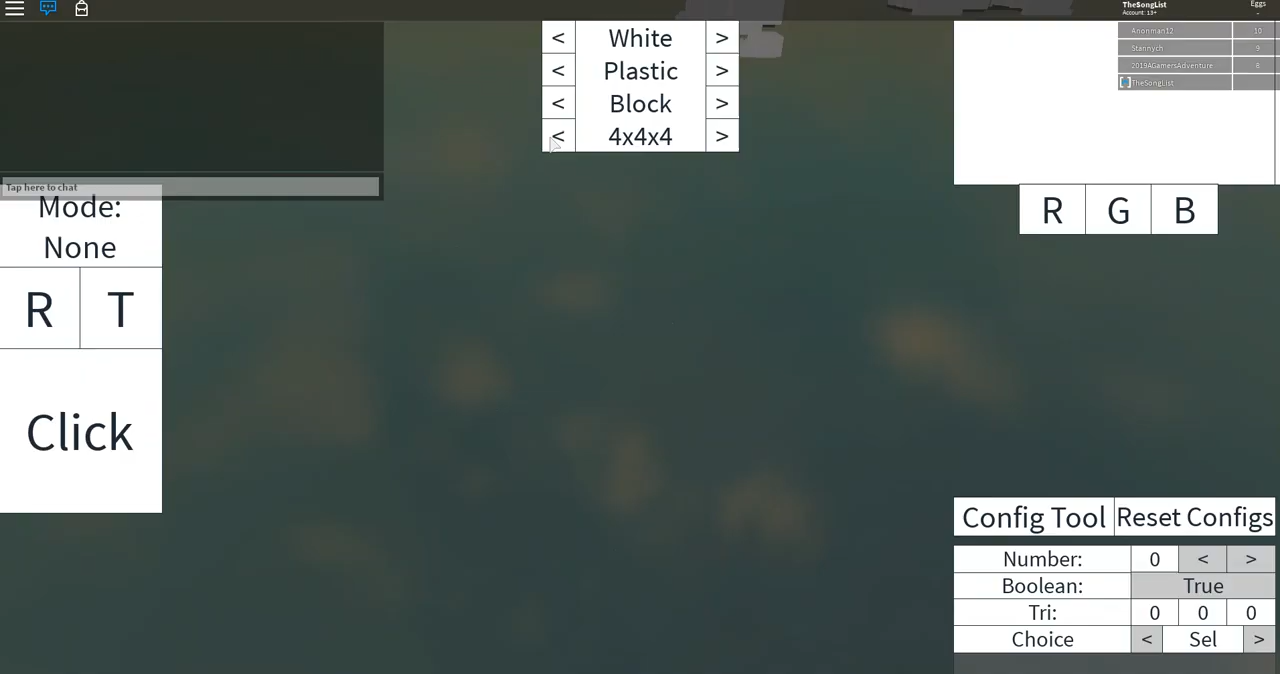 TheSongList
Account: 13+
Eggs
-
Anonman12 10
Stannych 9
2019AGamersAdventure 8
TheSongList
< White >
< Plastic >
< Block >
< 4x4x4 >
Tap here to chat
Mode:
None
R T
Click
R G B
Config Tool Reset Configs
Number: 0 < >
Boolean: True
Tri: 0 0 0
Choice < Sel >